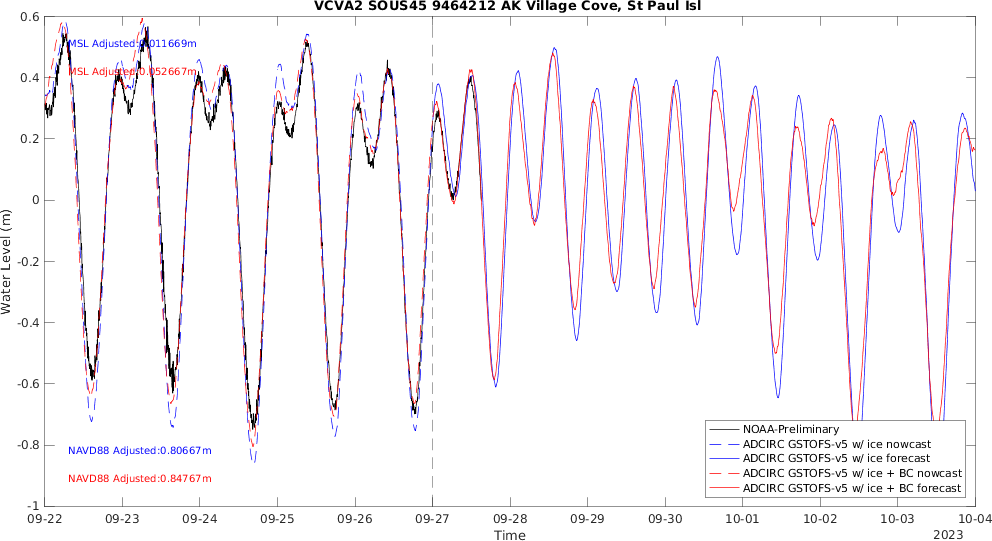 VCVA2 SOUS45 9464212 AK Village Cove, St Paul Isl
0.6
0.4
0.2
0
-0.2
-0.4
-0.6
-0.8
-1
Water Level (m)
MSL Adjusted:0.011669m
MSL Adjusted:0.052667m
NAVD88 Adjusted:0.80667m
NAVD88 Adjusted:0.84767m
NOAA-Preliminary
ADCIRC GSTOFS-v5 w/ ice nowcast
ADCIRC GSTOFS-v5 w/ ice forecast
ADCIRC GSTOFS-v5 w/ ice + BC nowcast
ADCIRC GSTOFS-v5 w/ ice + BC forecast
09-22 09-23 09-24 09-25 09-26 09-27 09-28 09-29 09-30 10-01 10-02 10-03 10-04
Time
2023